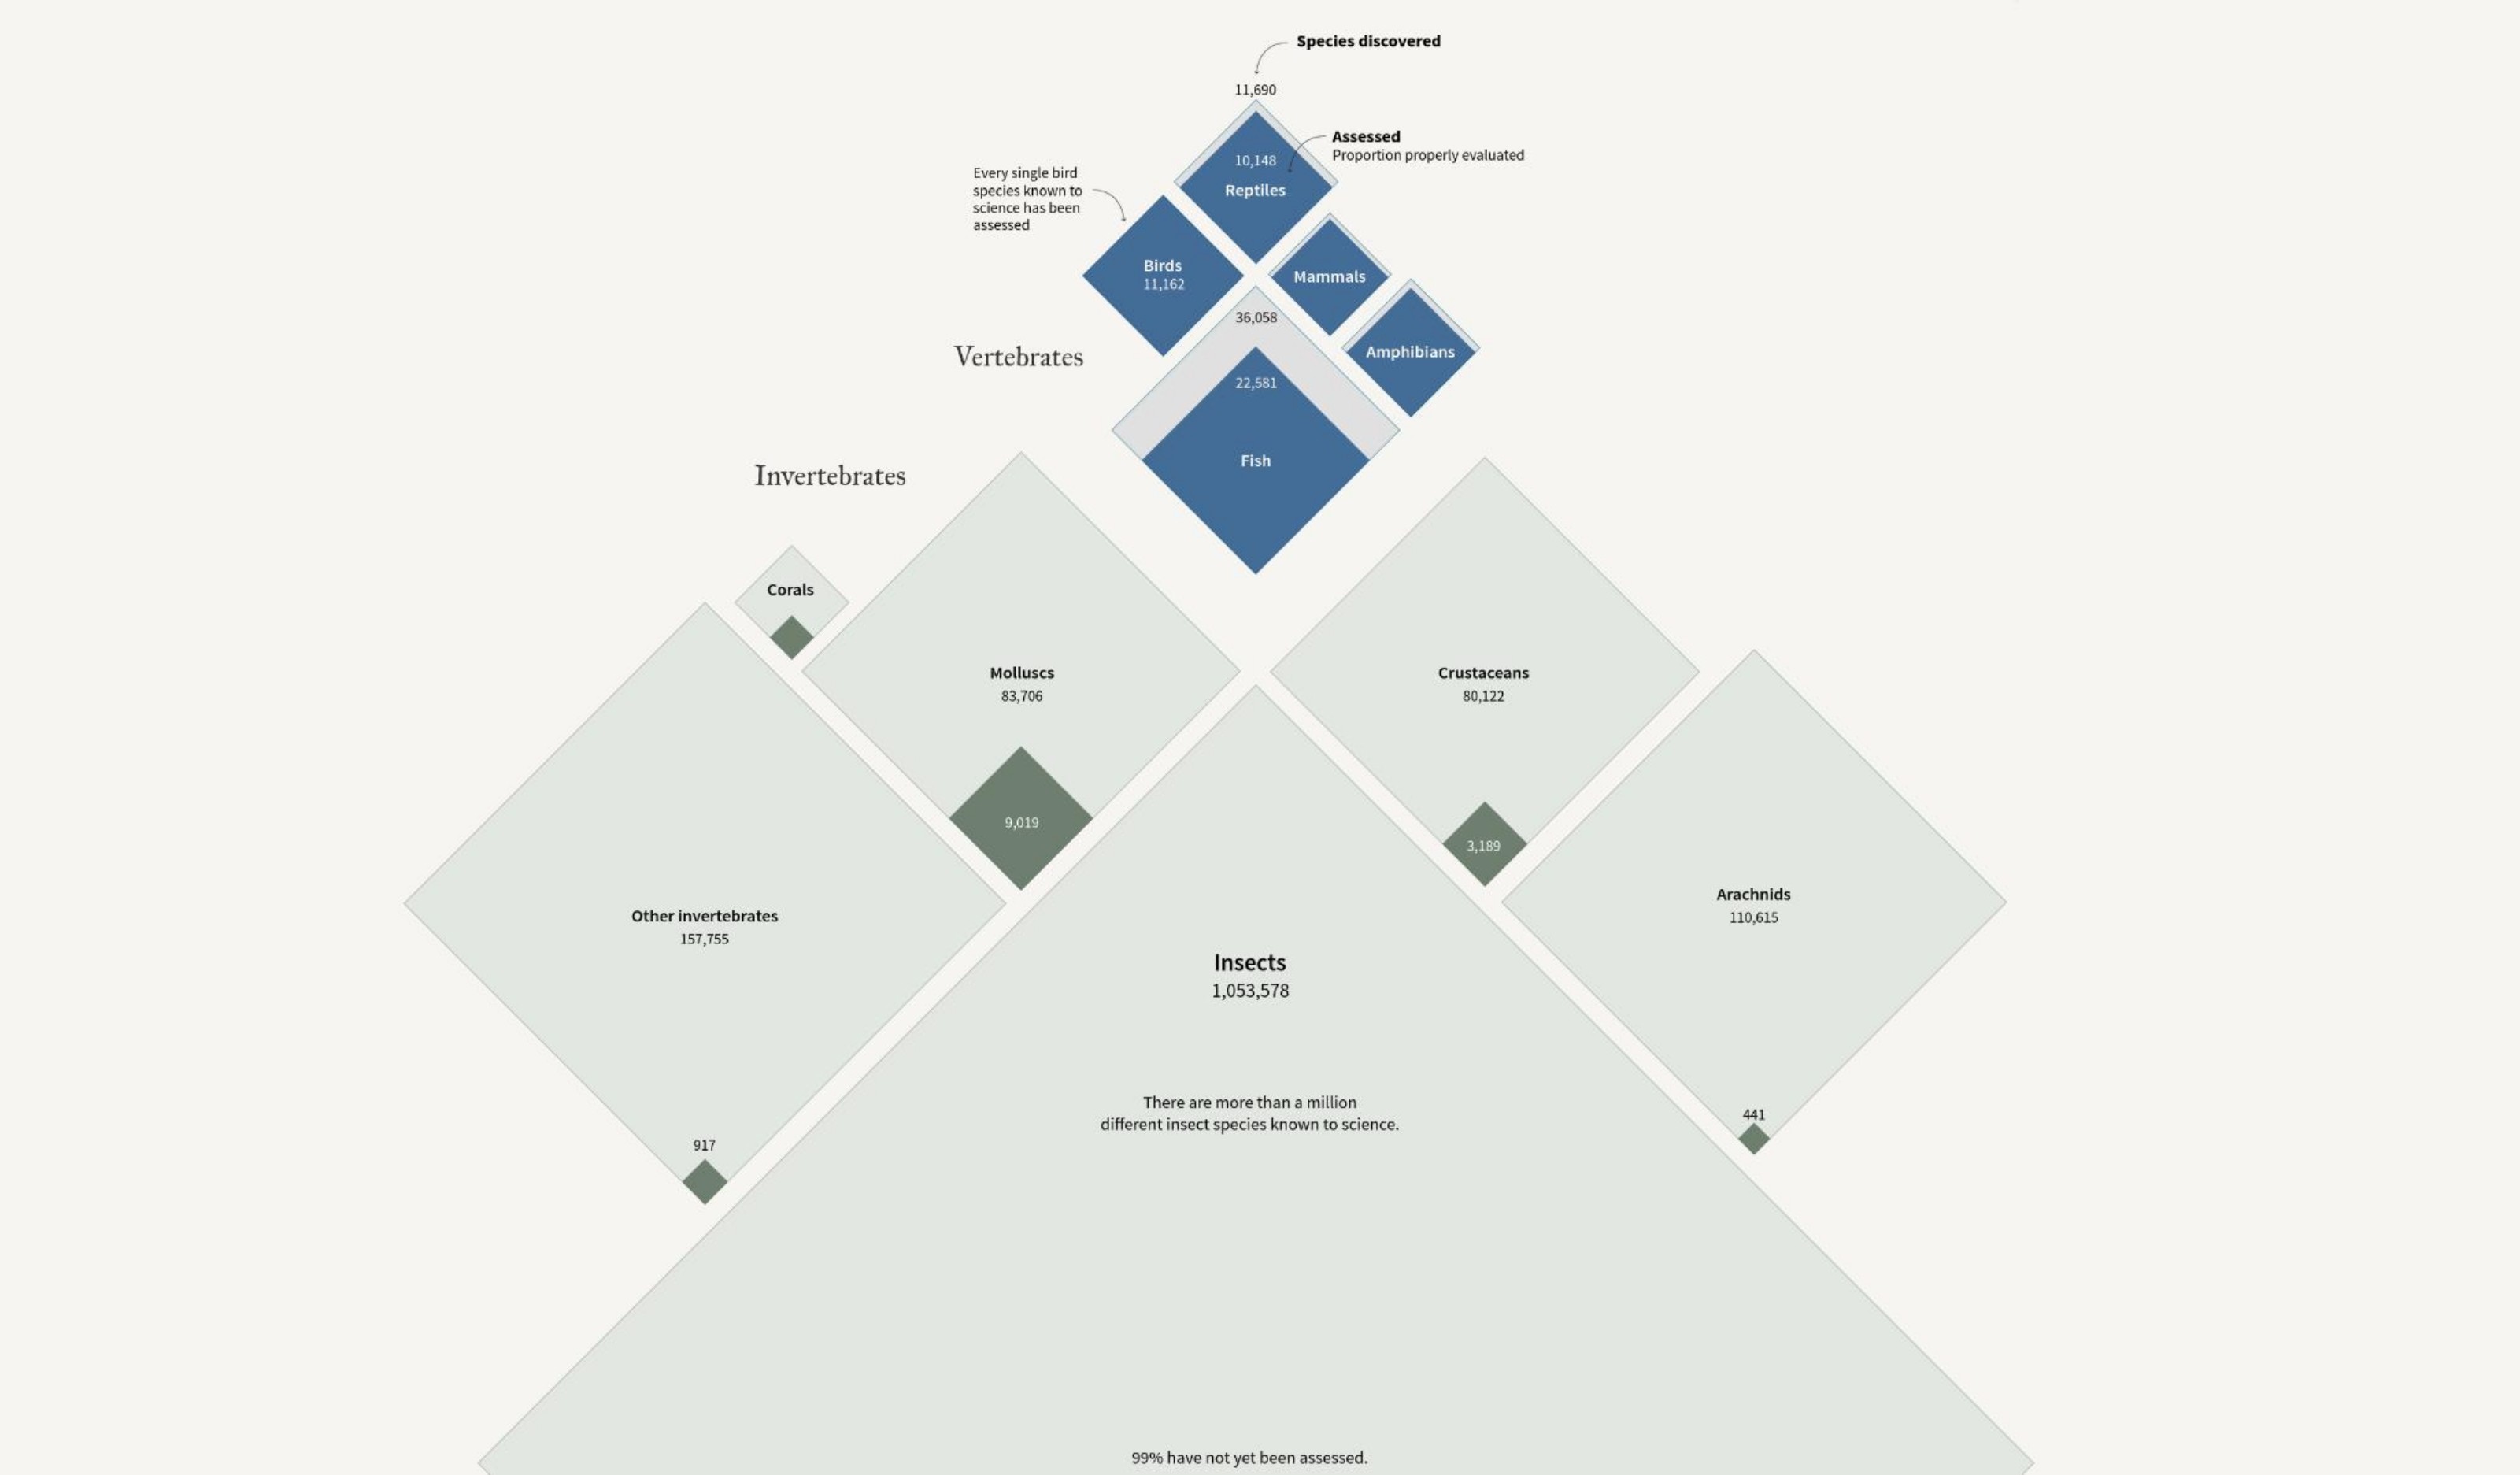 Species discovered
11,690
Assessed
Proportion properly evaluated
10,148
Reptiles
Every single bird
species known to
science has been
assessed
Birds
11,162
Mammals
36,058
Amphibians
Vertebrates
22,581
Fish
Invertebrates
Corals
Molluscs
83,706
Crustaceans
80,122
9,019
3,189
Other invertebrates
157,755
Arachnids
110,615
Insects
1,053,578
There are more than a million
different insect species known to science.
441
917
99% have not yet been assessed.